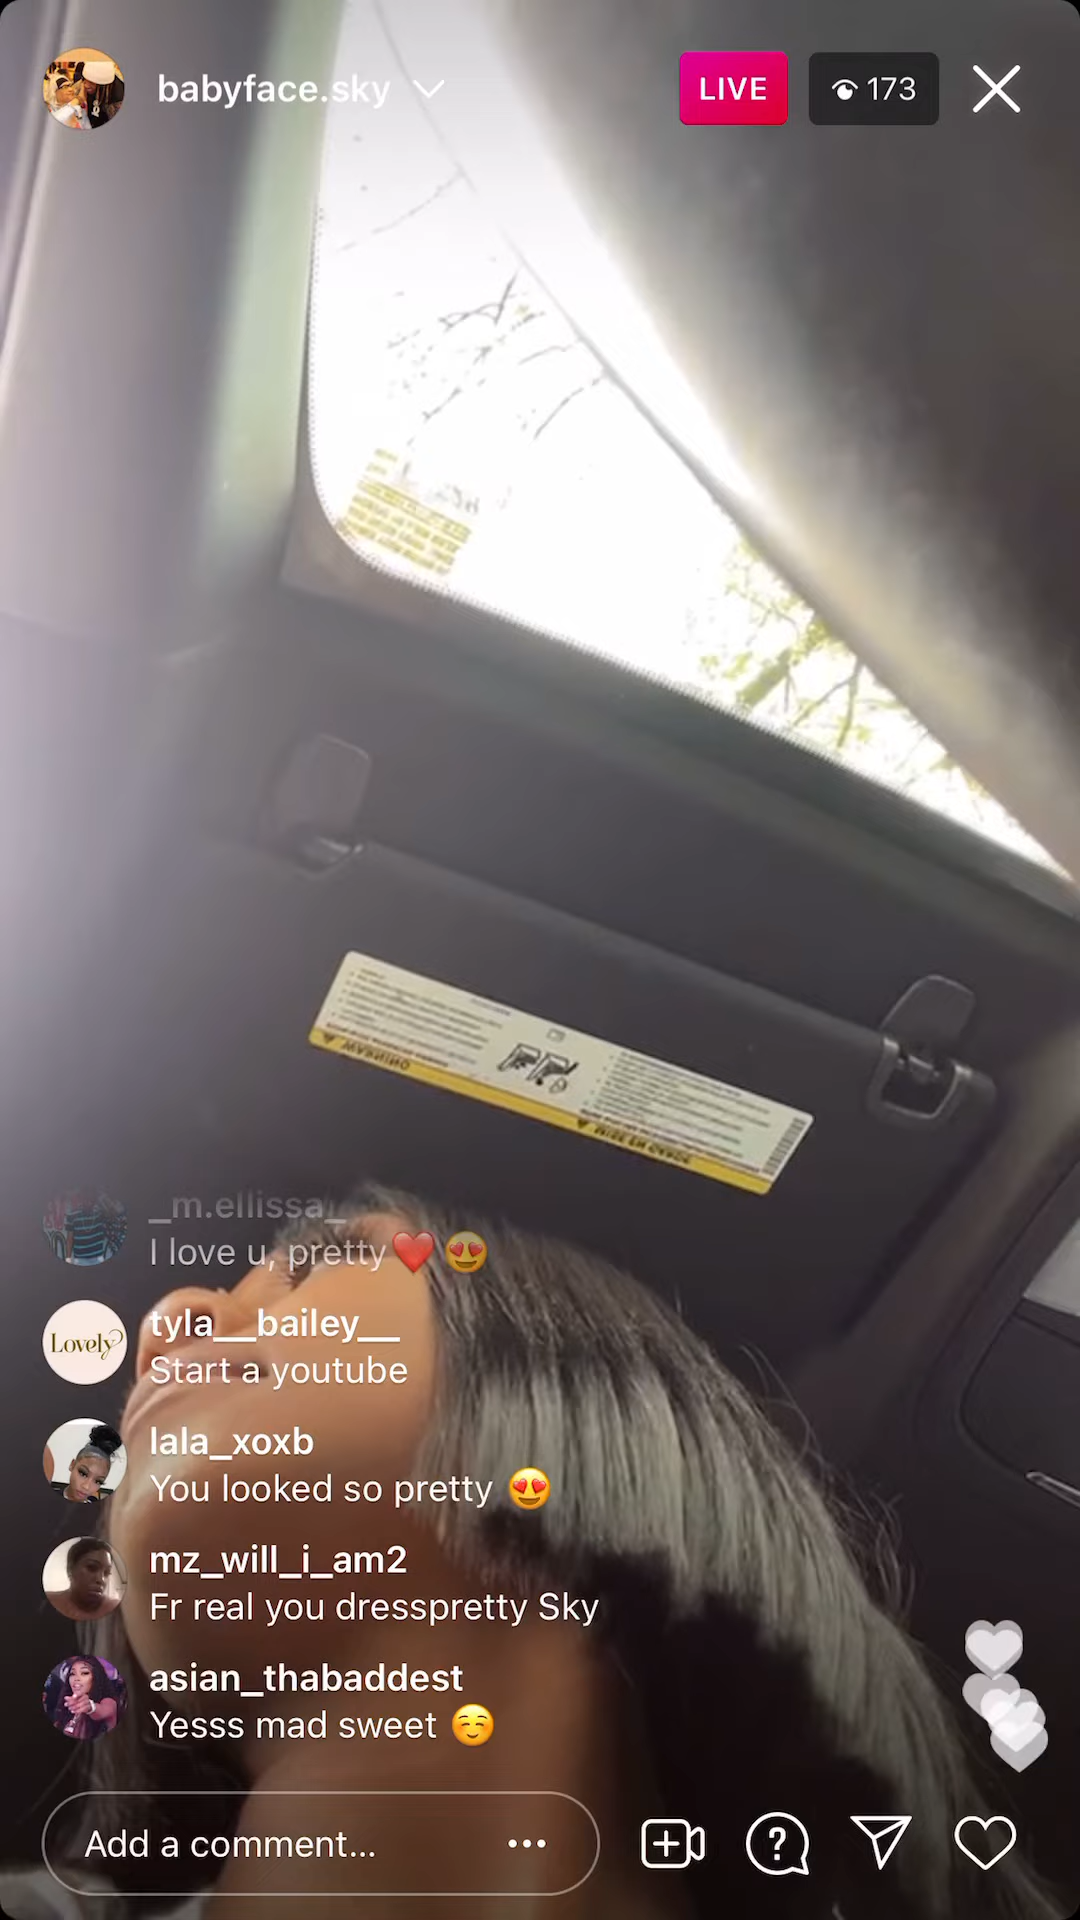 babyface.sky
LIVE
173
_m.ellissa_
I love u, pretty❤️😍
Lovely
tyla__bailey__
Start a youtube
lala_xoxb
You looked so pretty 😍
mz_will_i_am2
Fr real you dresspretty Sky
asian_thabaddest
Yesss mad sweet ☺️
Add a comment...